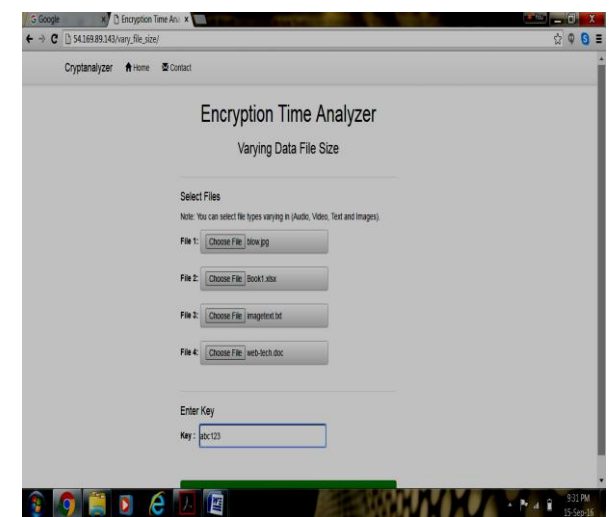 Google
Encryption Time Ana
54.169.89.143/vary_file_size/
Cryptanalyzer Home Contact
Encryption Time Analyzer
Varying Data File Size
Select Files
Note: You can select file types varying in (Audio, Video, Text and Images).
File 1: Choose File blow.jpg
File 2: Choose File Book1.xlsx
File 3: Choose File imagetext.txt
File 4: Choose File web-tech.doc
Enter Key
Key : abc123
9:31 PM
15-Sep-16